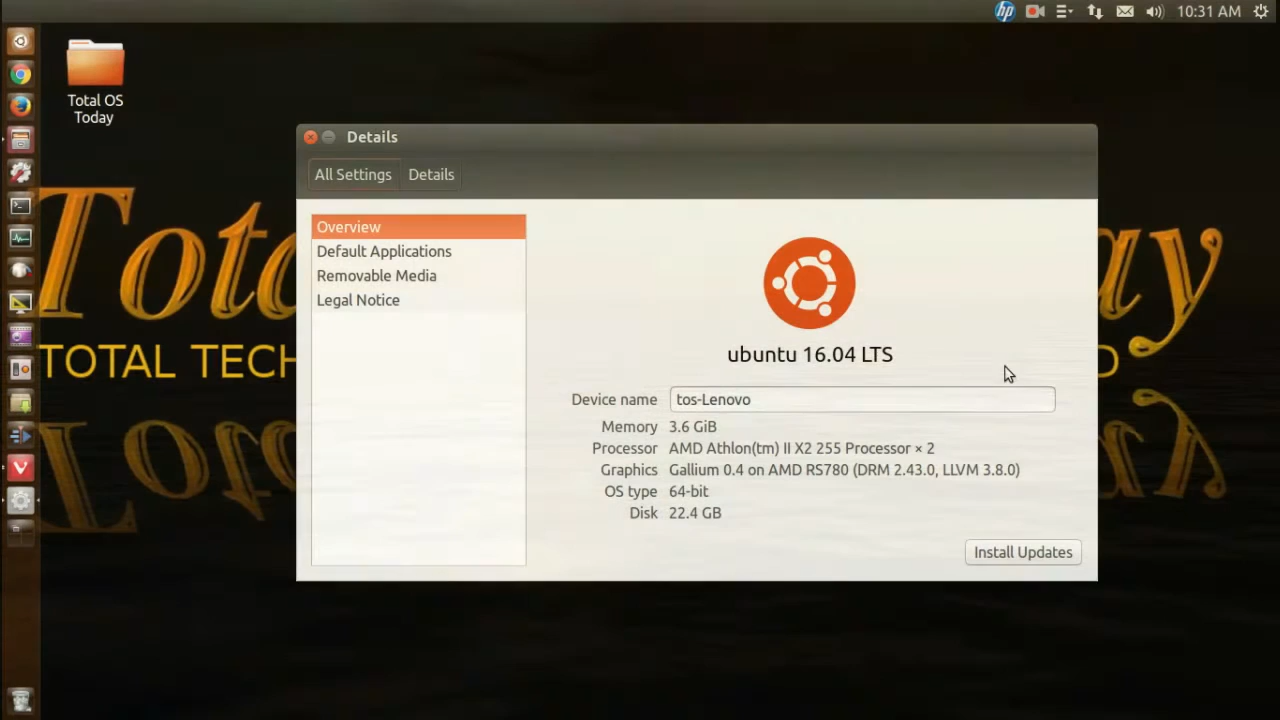 10:31 AM
Total OS
Today
Details
All Settings
Details
Overview
Default Applications
Removable Media
Legal Notice
ubuntu 16.04 LTS
Device name tos-Lenovo
Memory 3.6 GiB
Processor AMD Athlon(tm) II X2 255 Processor × 2
Graphics Gallium 0.4 on AMD RS780 (DRM 2.43.0, LLVM 3.8.0)
OS type 64-bit
Disk 22.4 GB
Install Updates
hp
TOTAL TECH